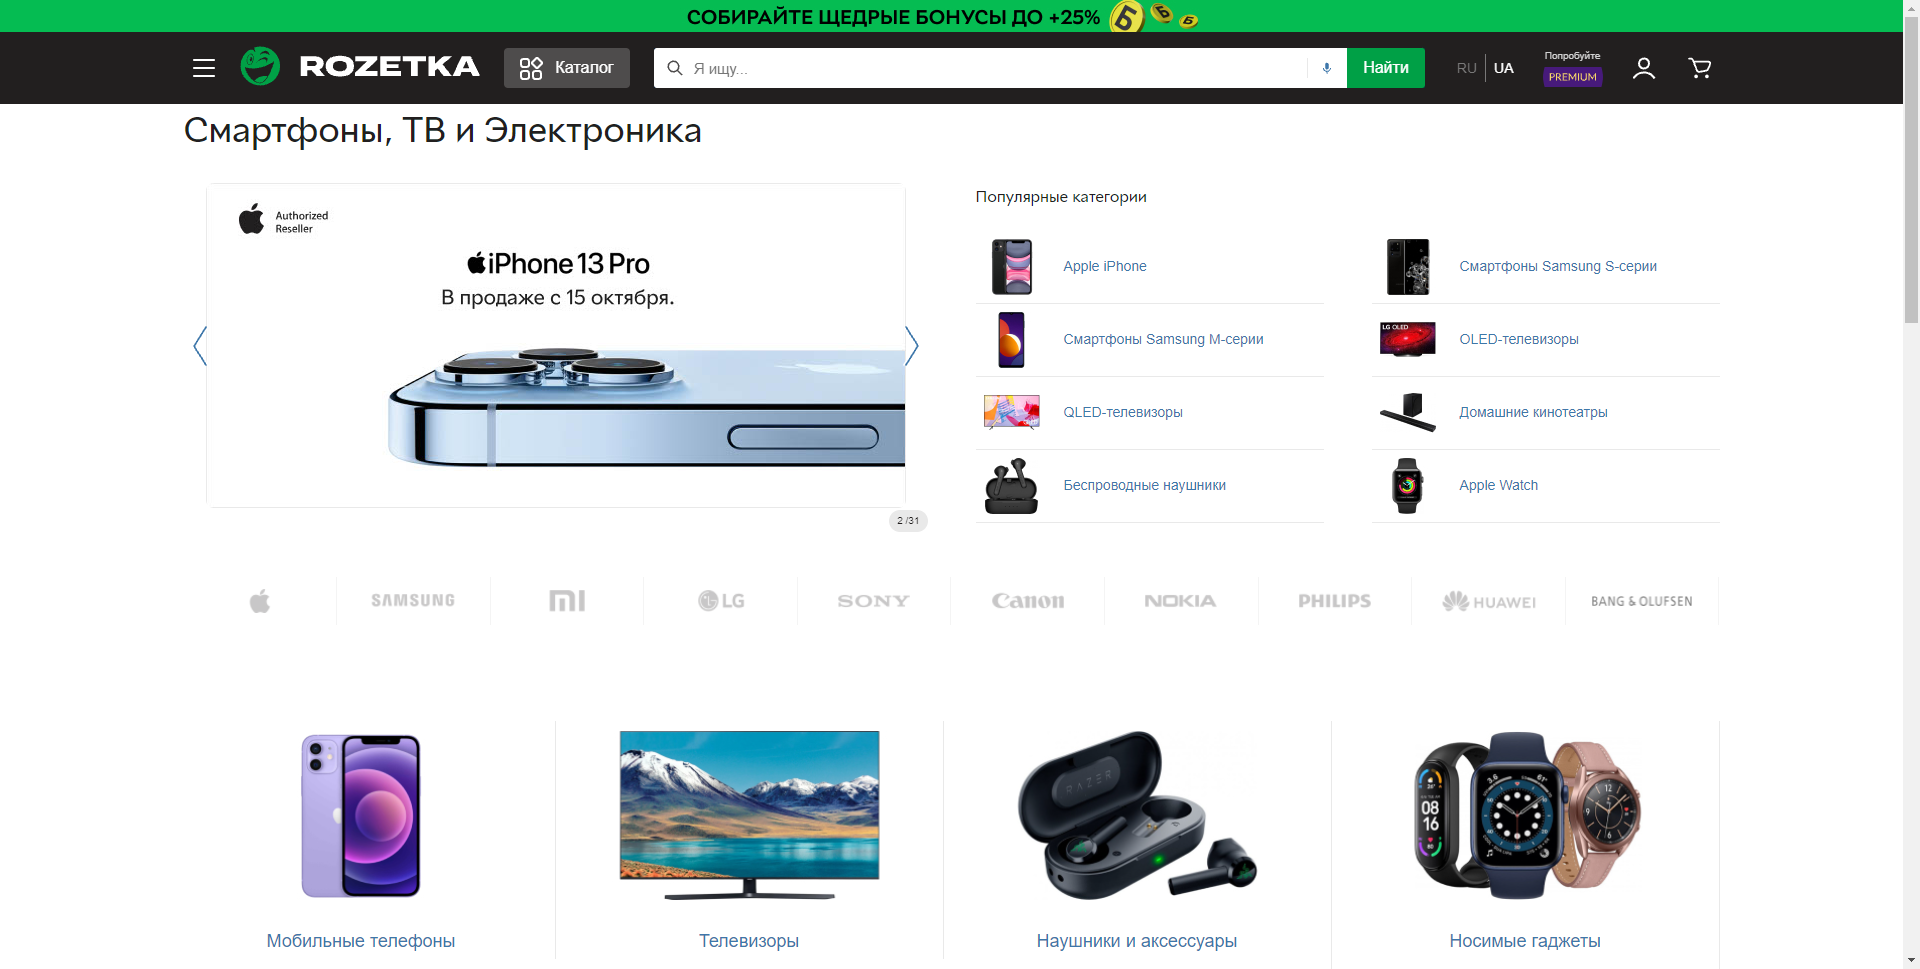 СОБИРАЙТЕ ЩЕДРЫЕ БОНУСЫ ДО +25% Б Б Б
ROZETKA
Каталог
Я ищу...
Найти
RU
UA
Попробуйте
PREMIUM
Смартфоны, ТВ и Электроника
Authorized
Reseller
iPhone 13 Pro
В продаже с 15 октября.
2 /31
Популярные категории
Apple iPhone
Смартфоны Samsung S-серии
Смартфоны Samsung M-серии
LG OLED
OLED-телевизоры
QLED-телевизоры
Домашние кинотеатры
Беспроводные наушники
Apple Watch
SAMSUNG
MI
LG
SONY
Canon
NOKIA
PHILIPS
HUAWEI
BANG & OLUFSEN
RAZER
08
16
Мобильные телефоны
Телевизоры
Наушники и аксессуары
Носимые гаджеты